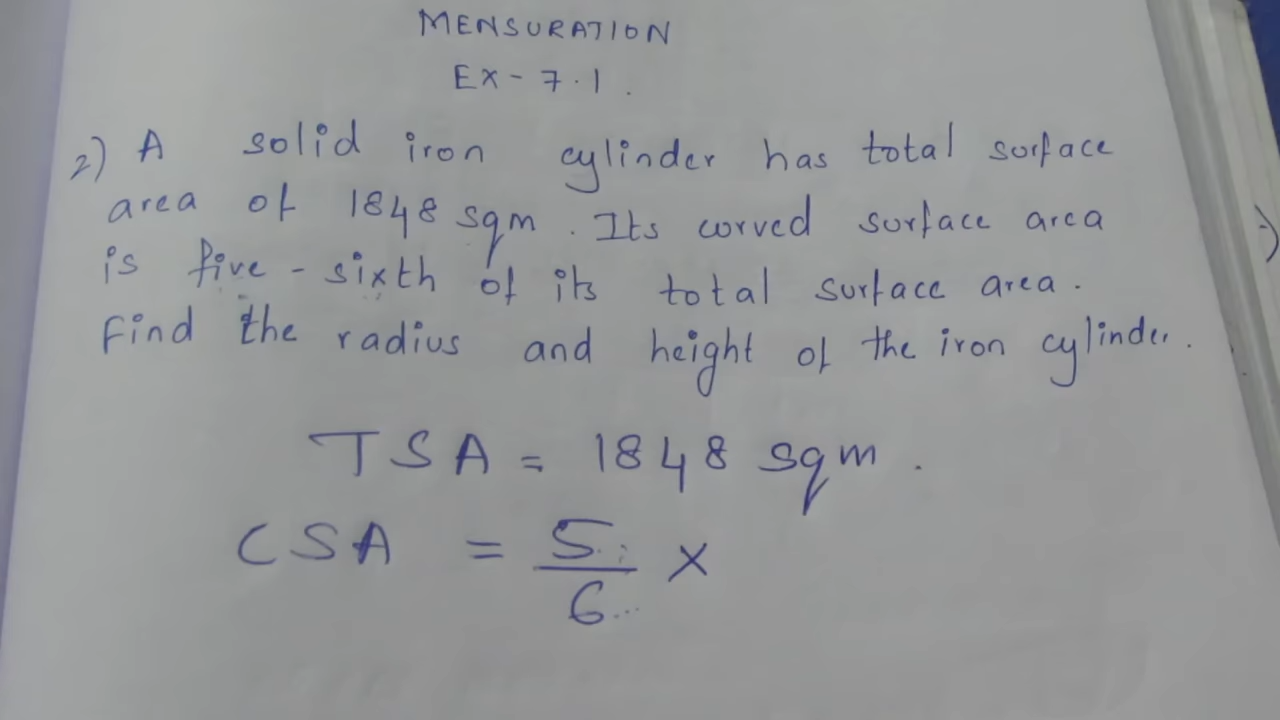 MENSURATION
EX-7.1.
2) A solid iron cylinder has total surface
area of 1848 sqm. Its curved surface area
is five-sixth of its total surface area.
Find the radius and height of the iron cylinder.
TSA = 1848 sqm.
CSA = 5/6 ×